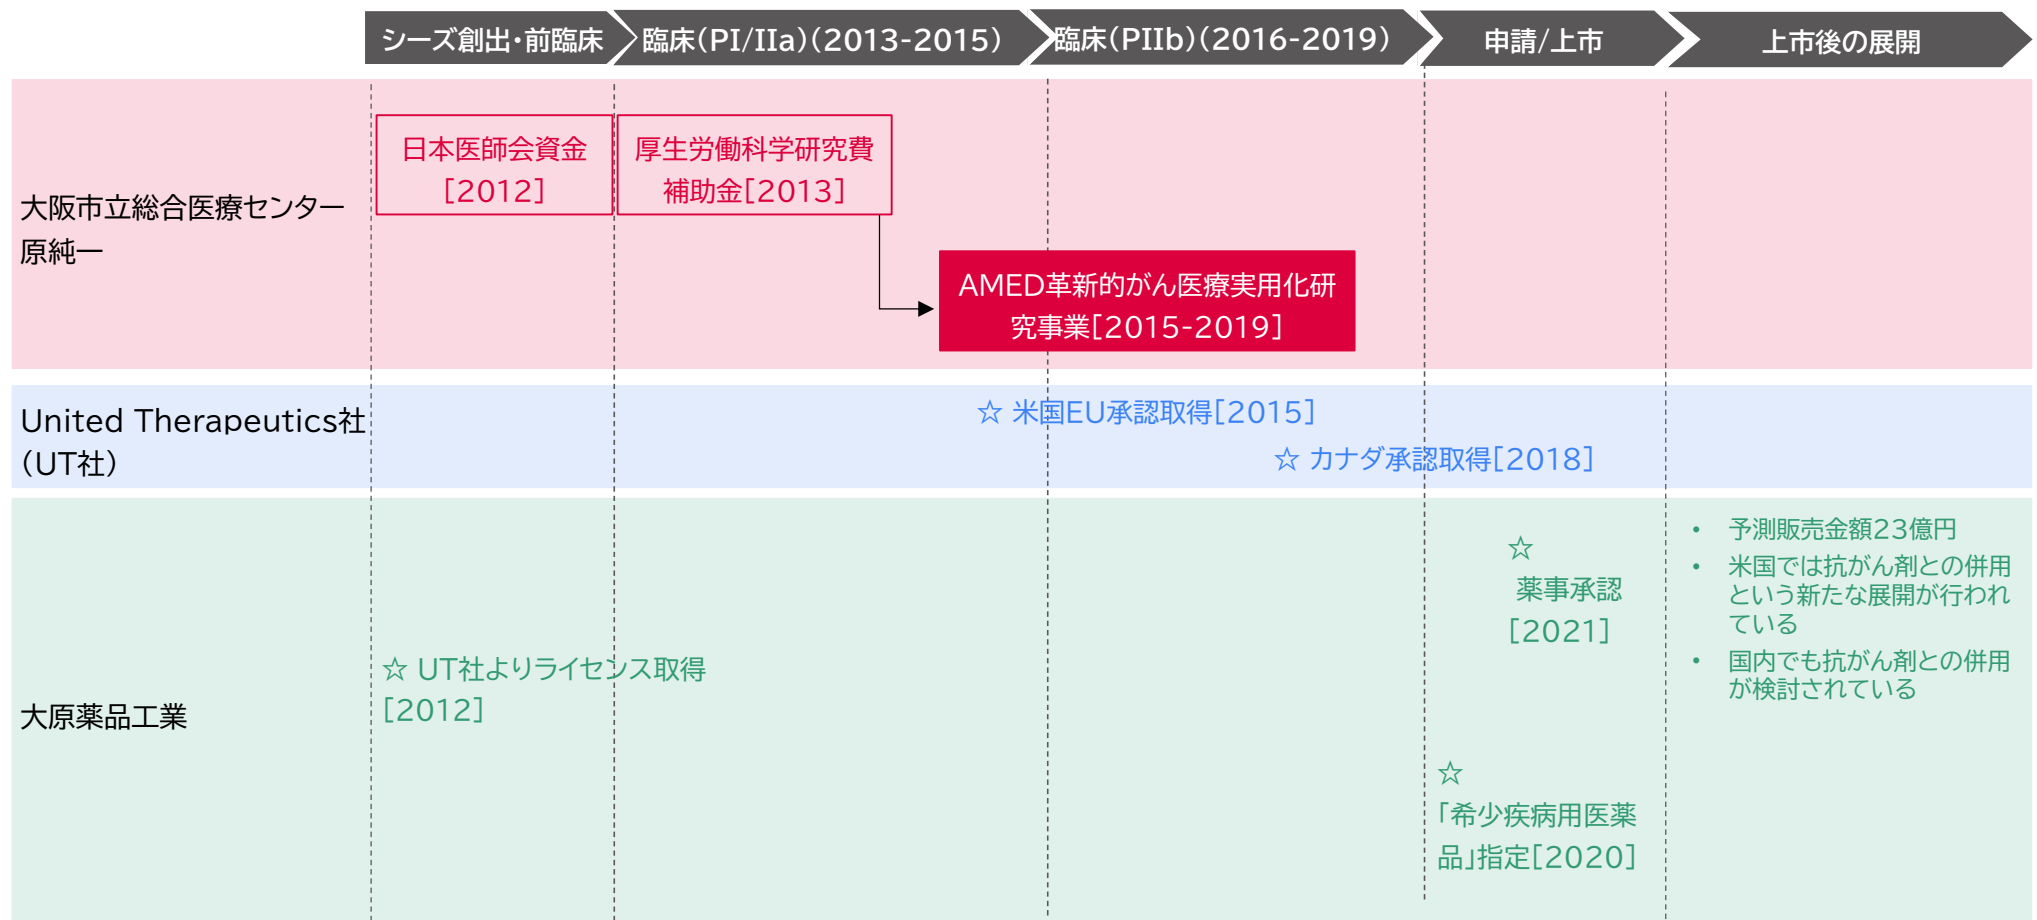 シーズ創出・前臨床
臨床(PI/IIa)(2013-2015)
臨床(PIIb)(2016-2019)
申請/上市
上市後の展開
大阪市立総合医療センター
原純一
日本医師会資金
[2012]
厚生労働科学研究費
補助金[2013]
AMED革新的がん医療実用化研
究事業[2015-2019]
United Therapeutics社
(UT社)
☆ 米国EU承認取得[2015]
☆ カナダ承認取得[2018]
大原薬品工業
☆ UT社よりライセンス取得
[2012]
☆
薬事承認
[2021]
☆
「希少疾病用医薬
品」指定[2020]
• 予測販売金額23億円
• 米国では抗がん剤との併用
という新たな展開が行われ
ている
• 国内でも抗がん剤との併用
が検討されている